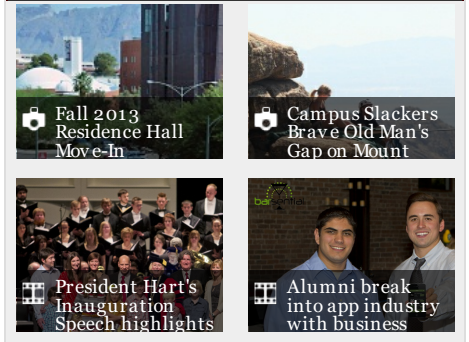 Fall 2013
Residence Hall
Move-In
Campus Slackers
Brave Old Man's
Gap on Mount
barsential
President Hart's
Inauguration
Speech highlights
Alumni break
into app industry
with business